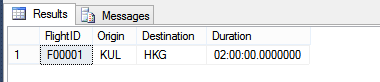 Results Messages
FlightID Origin Destination Duration
1 F00001 KUL HKG 02:00:00.0000000